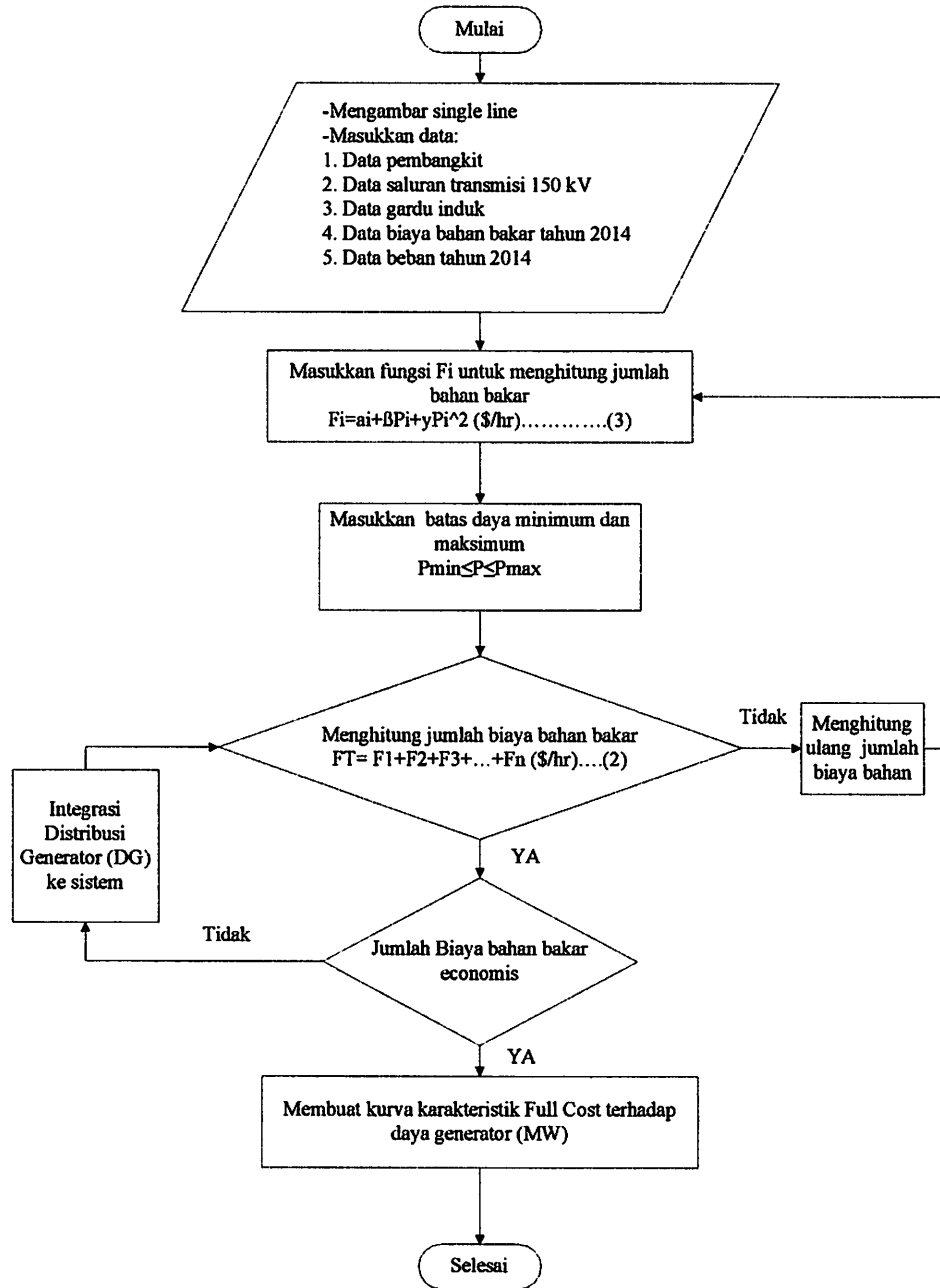 Mulai
-Mengambar single line
-Masukkan data:
1. Data pembangkit
2. Data saluran transmisi 150 kV
3. Data gardu induk
4. Data biaya bahan bakar tahun 2014
5. Data beban tahun 2014
Masukkan fungsi Fi untuk menghitung jumlah
bahan bakar
Fi=ai+ßPi+yPi^2 ($/hr).............(3)
Masukkan batas daya minimum dan
maksimum
Pmin≤P≤Pmax
Menghitung jumlah biaya bahan bakar
FT= F1+F2+F3+...+Fn ($/hr)....(2)
Tidak
Menghitung
ulang jumlah
biaya bahan
Integrasi
Distribusi
Generator (DG)
ke sistem
YA
Tidak
Jumlah Biaya bahan bakar
economis
YA
Membuat kurva karakteristik Full Cost terhadap
daya generator (MW)
Selesai